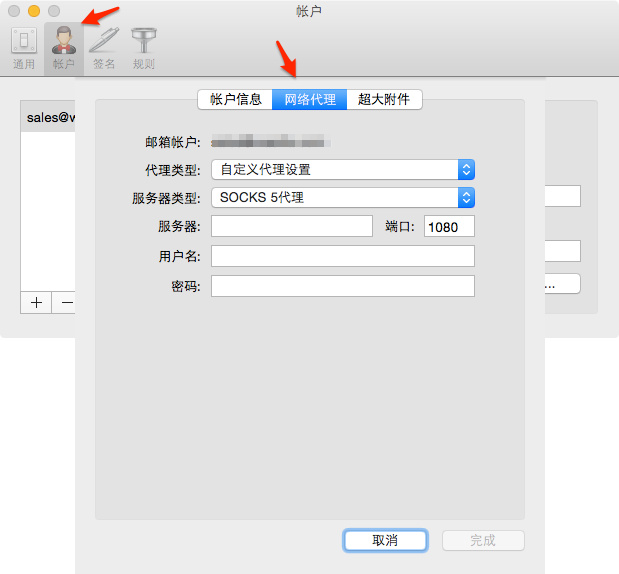 帐户
通用 帐户 签名 规则
sales@w
帐户信息 网络代理 超大附件
邮箱帐户:
代理类型: 自定义代理设置
服务器类型: SOCKS 5代理
服务器: 端口: 1080
用户名:
密码:
...
取消 完成